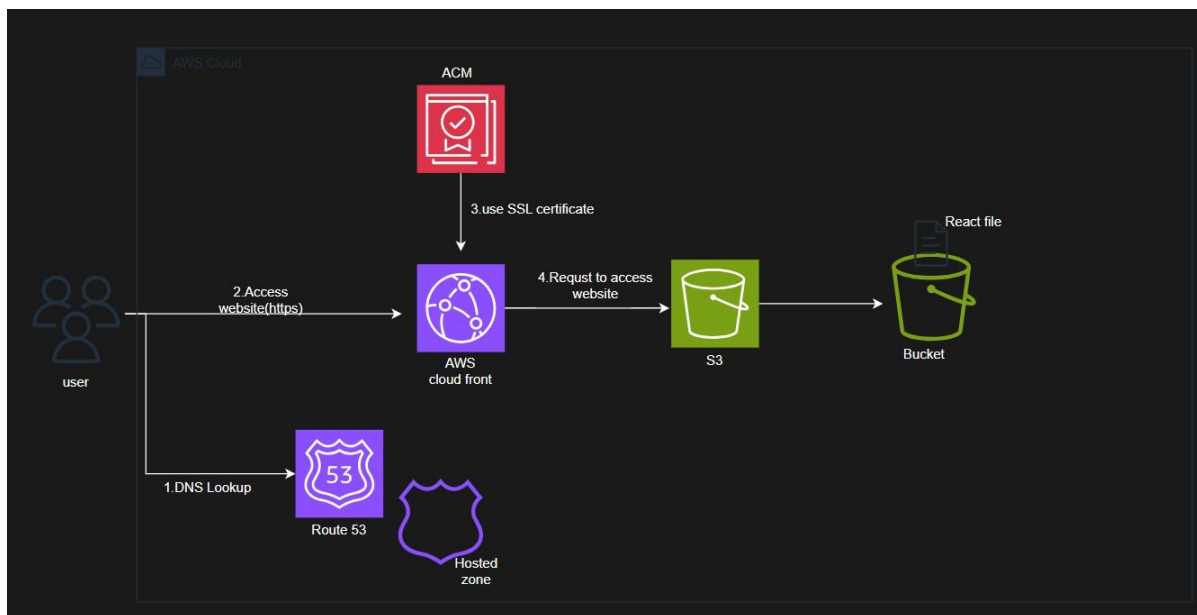 AWS Cloud
ACM
3.use SSL certificate
React file
2.Access
website(https)
4.Requst to access
website
AWS
cloud front
S3
Bucket
user
53
1.DNS Lookup
Route 53
Hosted
zone